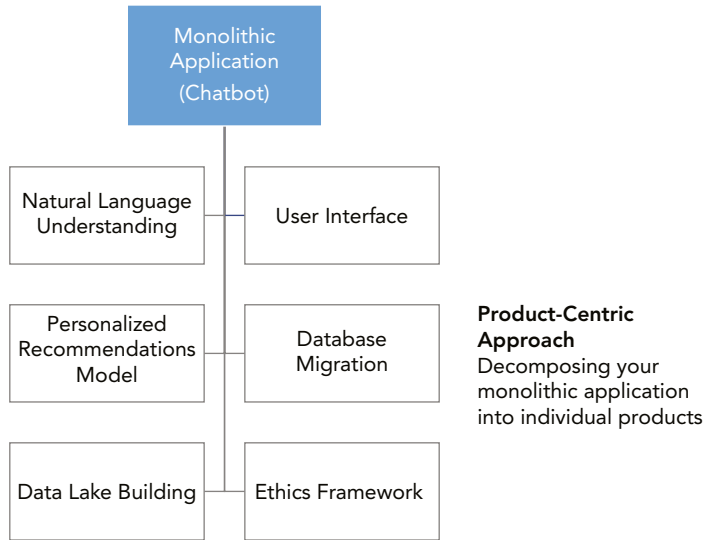 Monolithic
Application
(Chatbot)
Natural Language
Understanding
User Interface
Personalized
Recommendations
Model
Database
Migration
Product-Centric
Approach
Decomposing your
monolithic application
into individual products
Data Lake Building
Ethics Framework